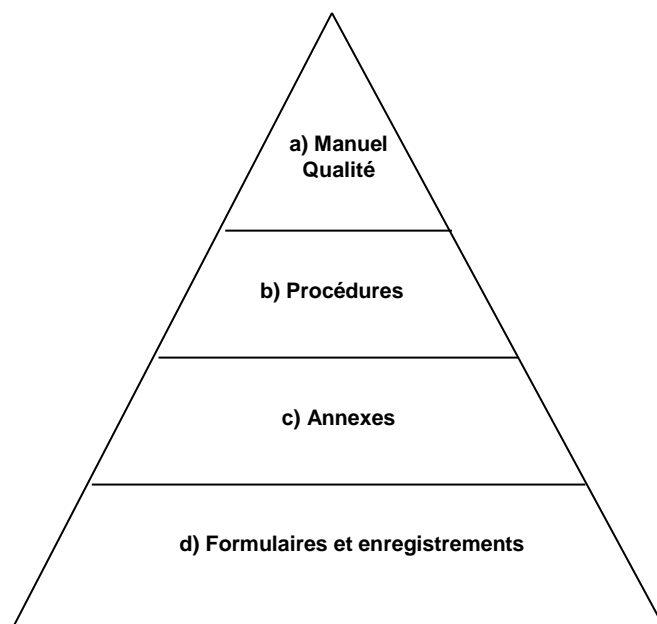 a) Manuel
Qualité
b) Procédures
c) Annexes
d) Formulaires et enregistrements